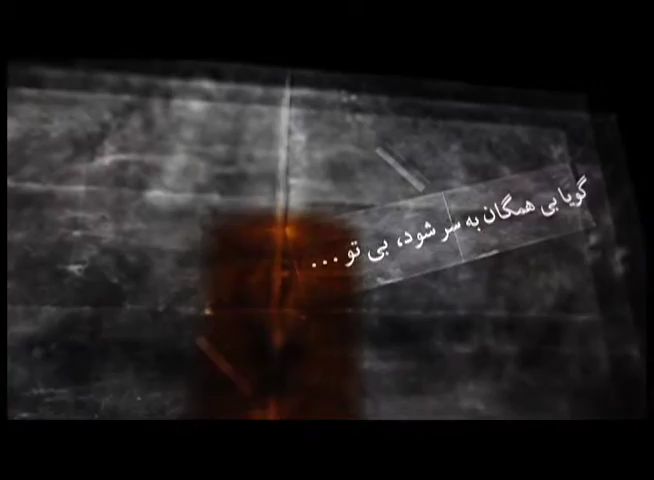 گویا بی همگان به سر شود، بی تو ...